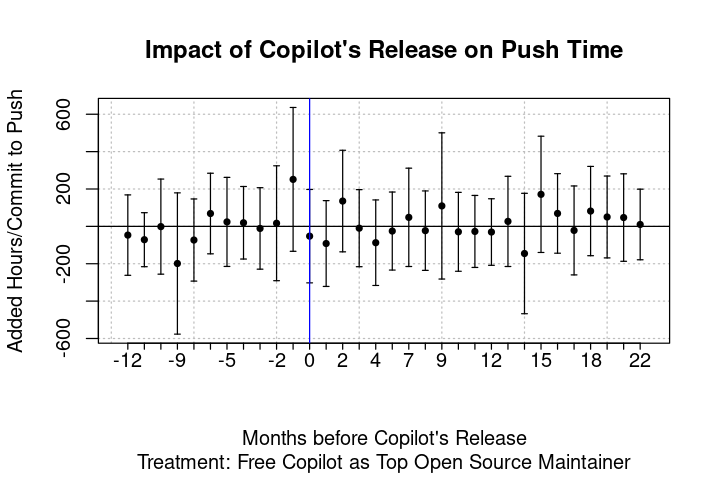 Impact of Copilot's Release on Push Time
Added Hours/Commit to Push
600
200
-200
-600
-12 -9 -5 -2 0 2 4 7 9 12 15 18 22
Months before Copilot's Release
Treatment: Free Copilot as Top Open Source Maintainer